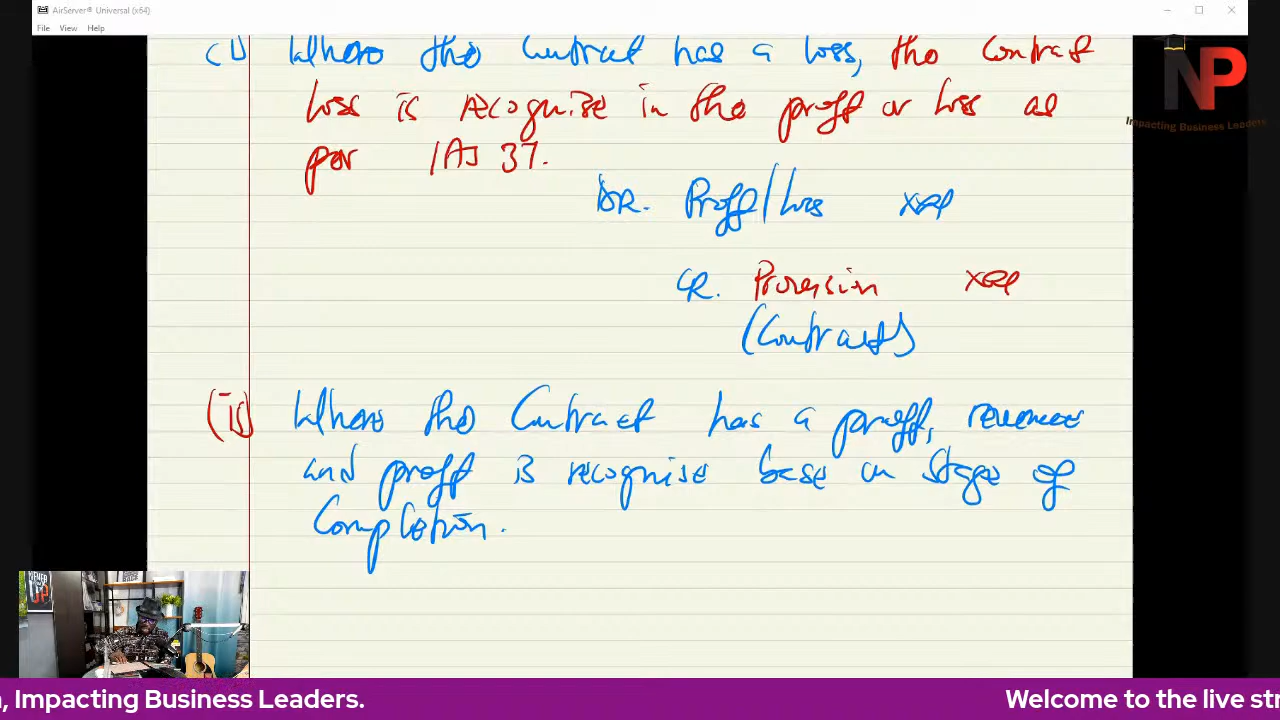 AirServer® Universal (x64)
File View Help
(i) Where the Contract has a loss, the Contract
loss is recognise in the profit or loss as
per IAS 37.
DR. Profit/Loss xxx
CR. Provision xxx
(Contract)
(ii) Where the Contract has a profit, revenue
and profit is recognise base on stage of
Completion.
NP
Impacting Business Leaders
, Impacting Business Leaders. Welcome to the live str